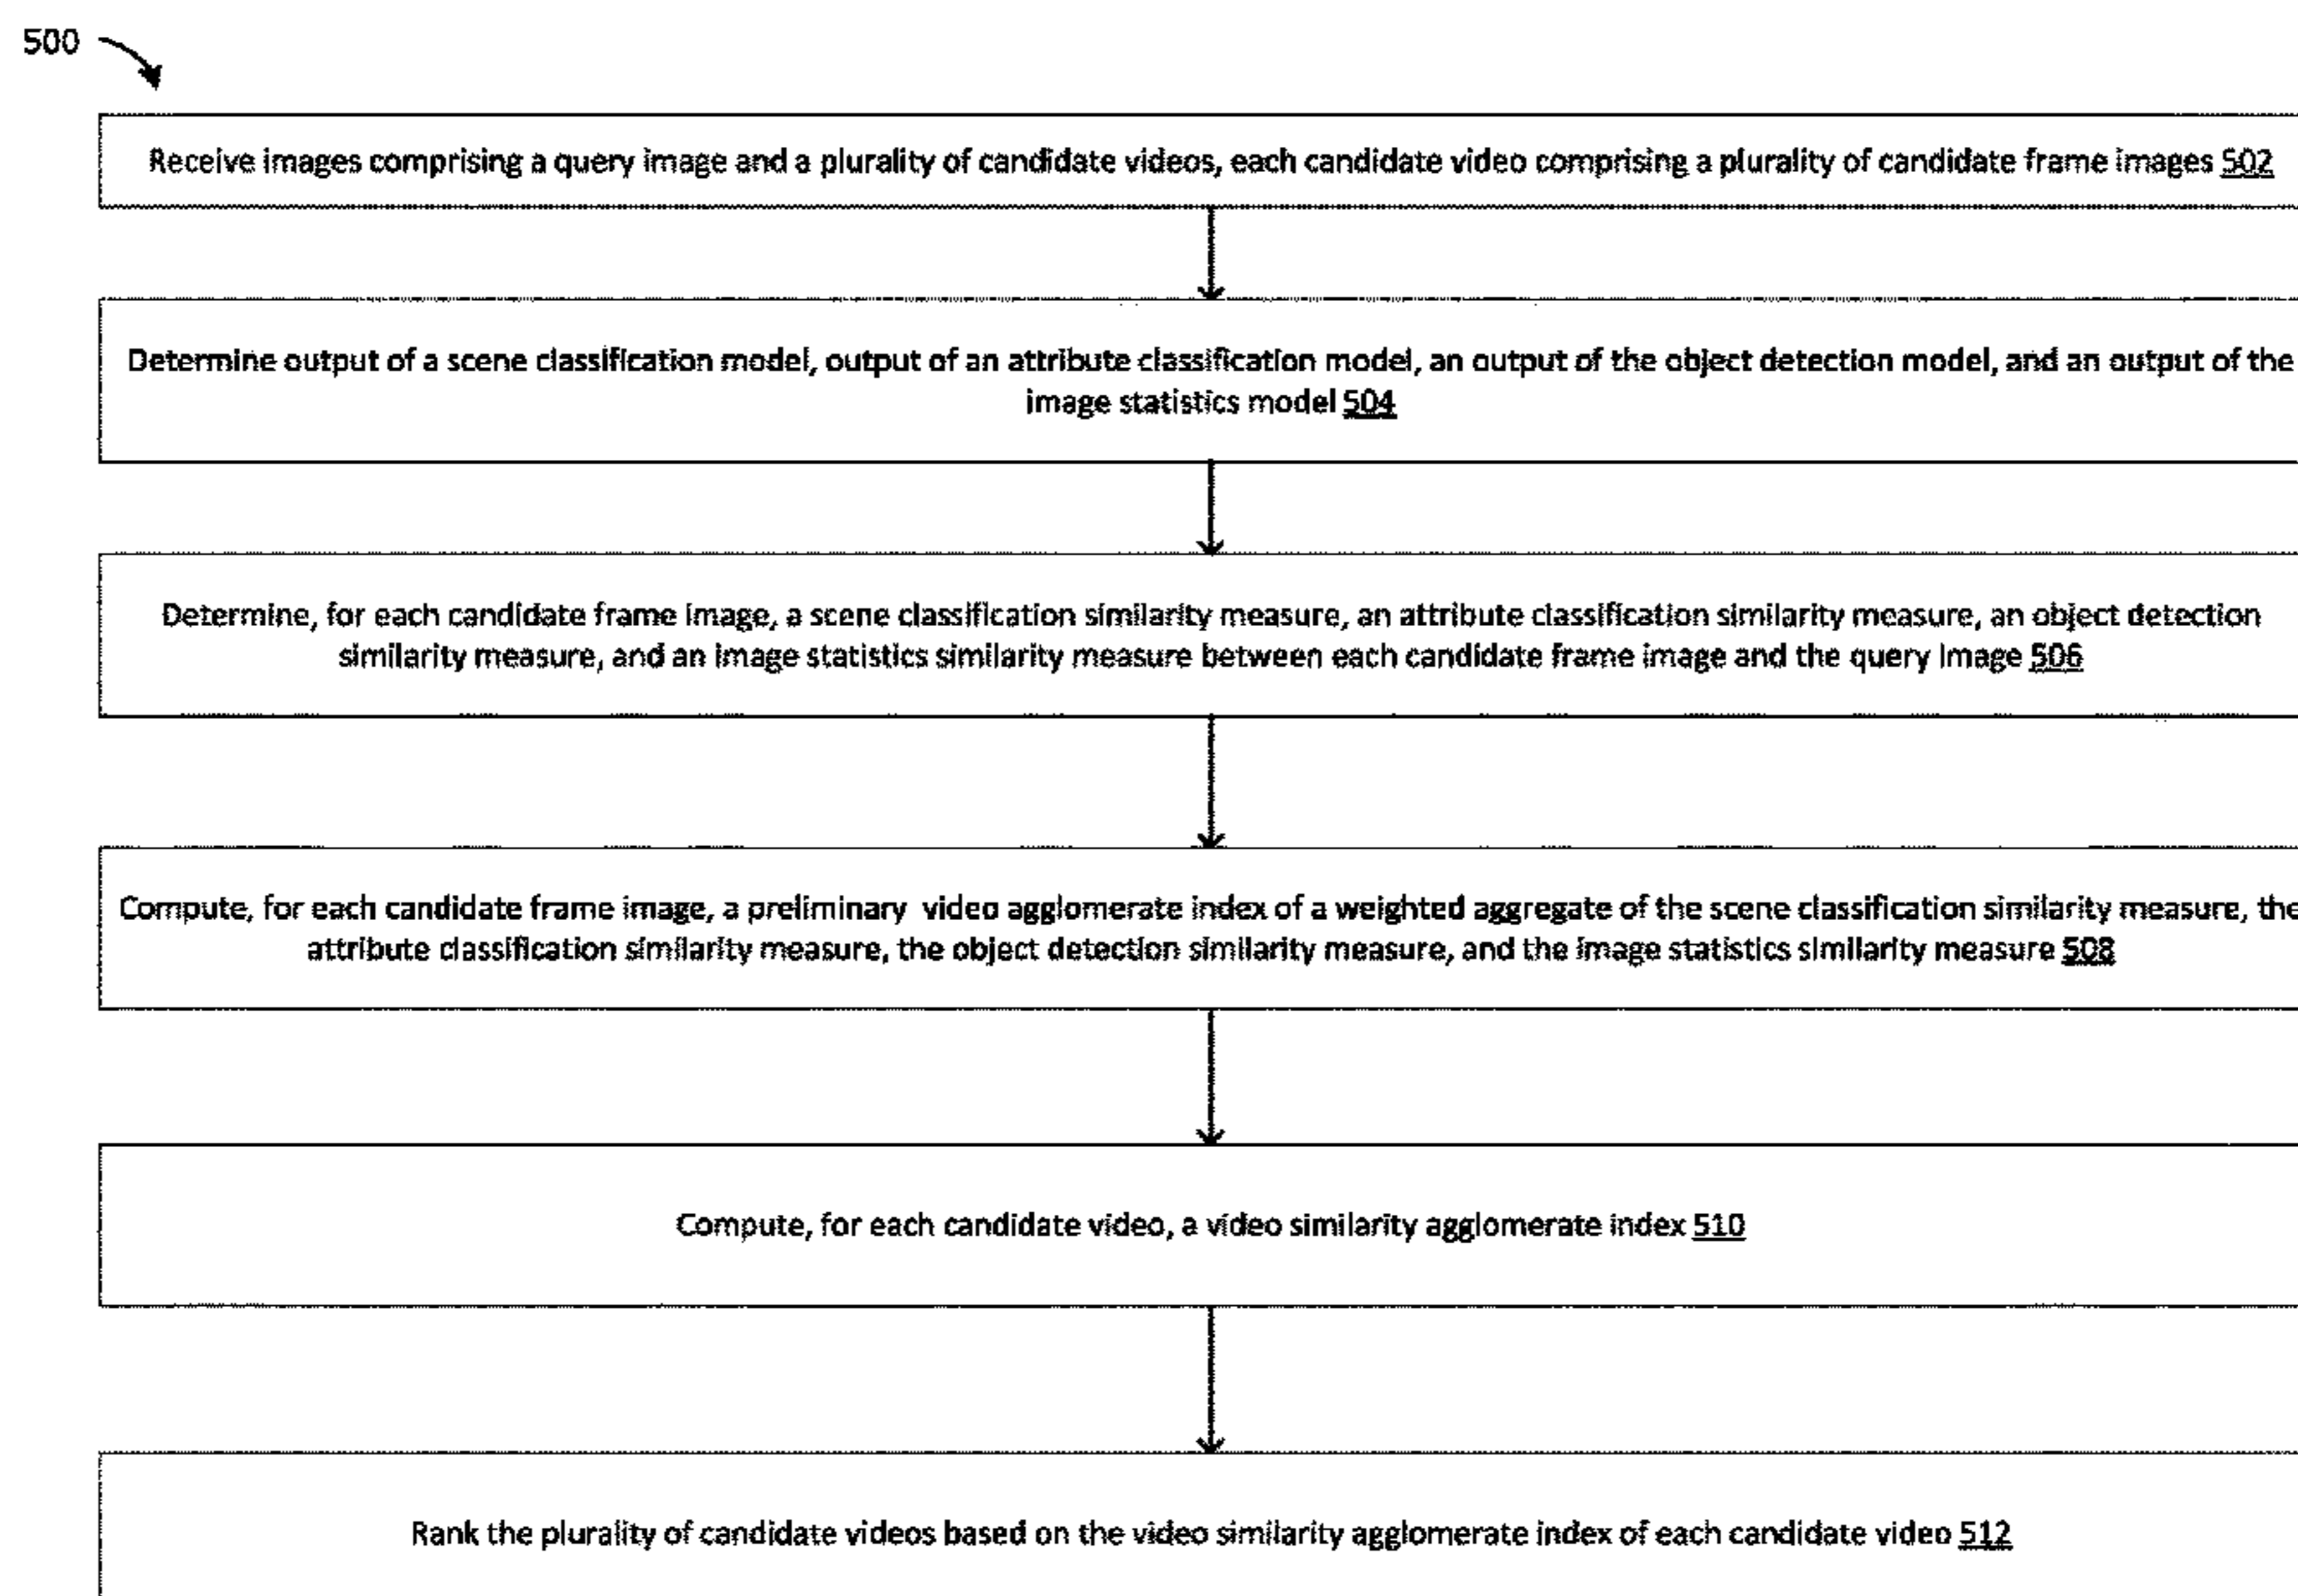 500
Receive images comprising a query image and a plurality of candidate videos, each candidate video comprising a plurality of candidate frame images 502
Determine output of a scene classification model, output of an attribute classification model, an output of the object detection model, and an output of the
image statistics model 504
Determine, for each candidate frame image, a scene classification similarity measure, an attribute classification similarity measure, an object detection
similarity measure, and an image statistics similarity measure between each candidate frame image and the query image 506
Compute, for each candidate frame image, a preliminary video agglomerate index of a weighted aggregate of the scene classification similarity measure, the
attribute classification similarity measure, the object detection similarity measure, and the image statistics similarity measure 508
Compute, for each candidate video, a video similarity agglomerate index 510
Rank the plurality of candidate videos based on the video similarity agglomerate index of each candidate video 512